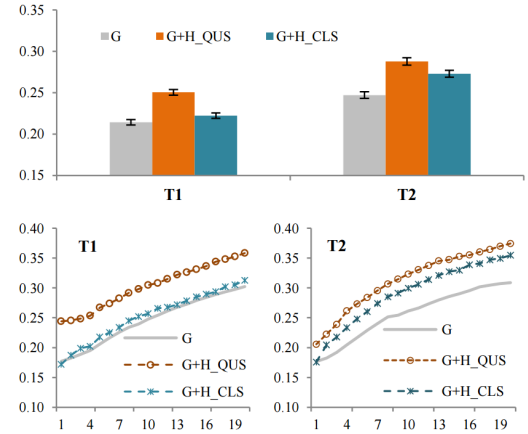 0.35
G G+H_QUS G+H_CLS
0.30
0.25
0.20
0.15
T1 T2
0.40 0.40
T1 T2
0.35 0.35
0.30 0.30
0.25 0.25
G G
0.20 0.20
G+H_QUS G+H_QUS
0.15 0.15
G+H_CLS G+H_CLS
0.10 0.10
1 4 7 10 13 16 19 1 4 7 10 13 16 19